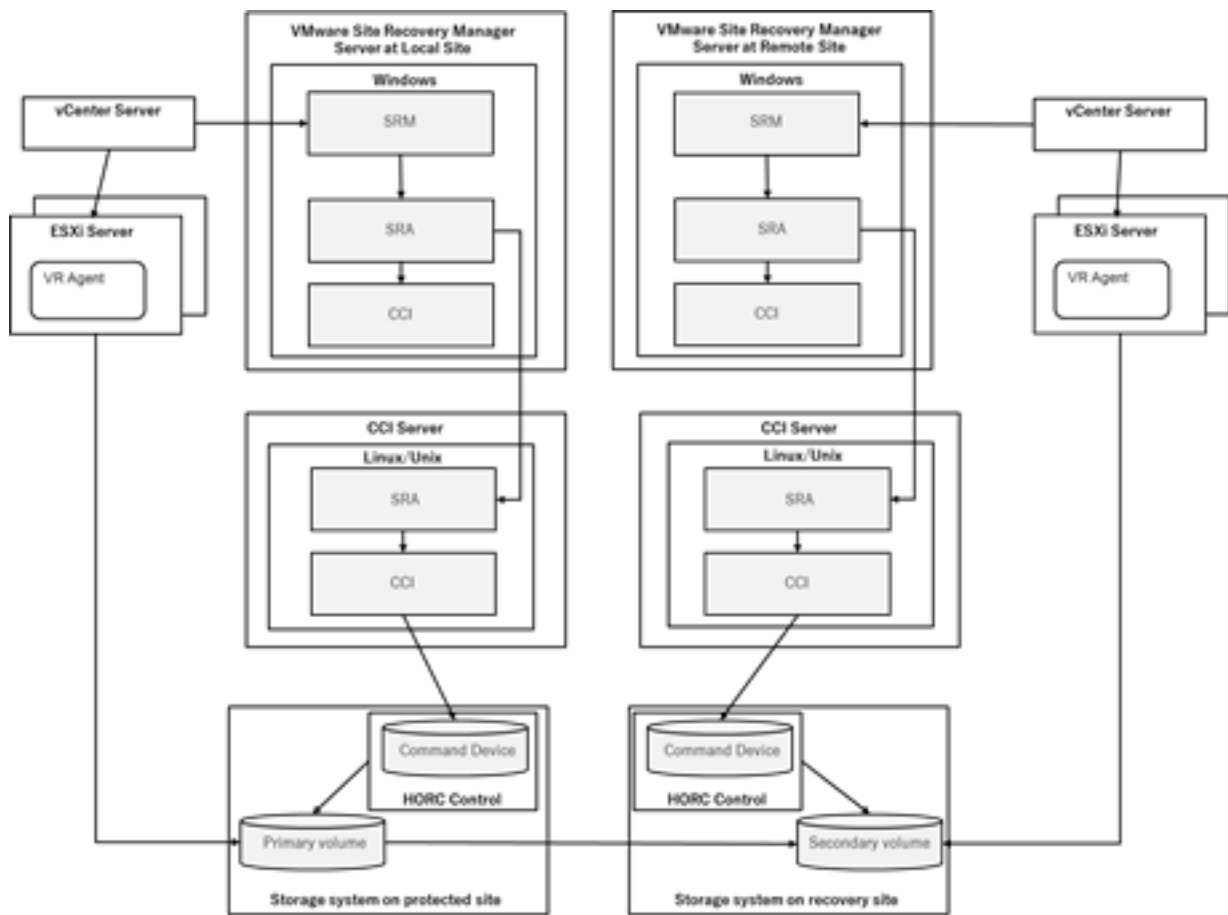 VMware Site Recovery Manager
Server at Local Site
Windows
SRM
SRA
CCI
vCenter Server
ESXi Server
VR Agent
CCI Server
Linux/Unix
SRA
CCI
Command Device
HORC Control
Primary volume
Storage system on protected site
VMware Site Recovery Manager
Server at Remote Site
Windows
SRM
SRA
CCI
vCenter Server
ESXi Server
VR Agent
CCI Server
Linux/Unix
SRA
CCI
Command Device
HORC Control
Secondary volume
Storage system on recovery site